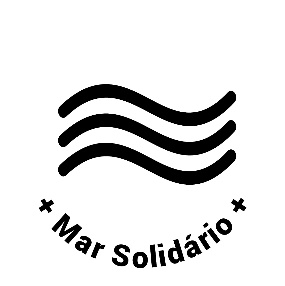 + Mar Solidário +